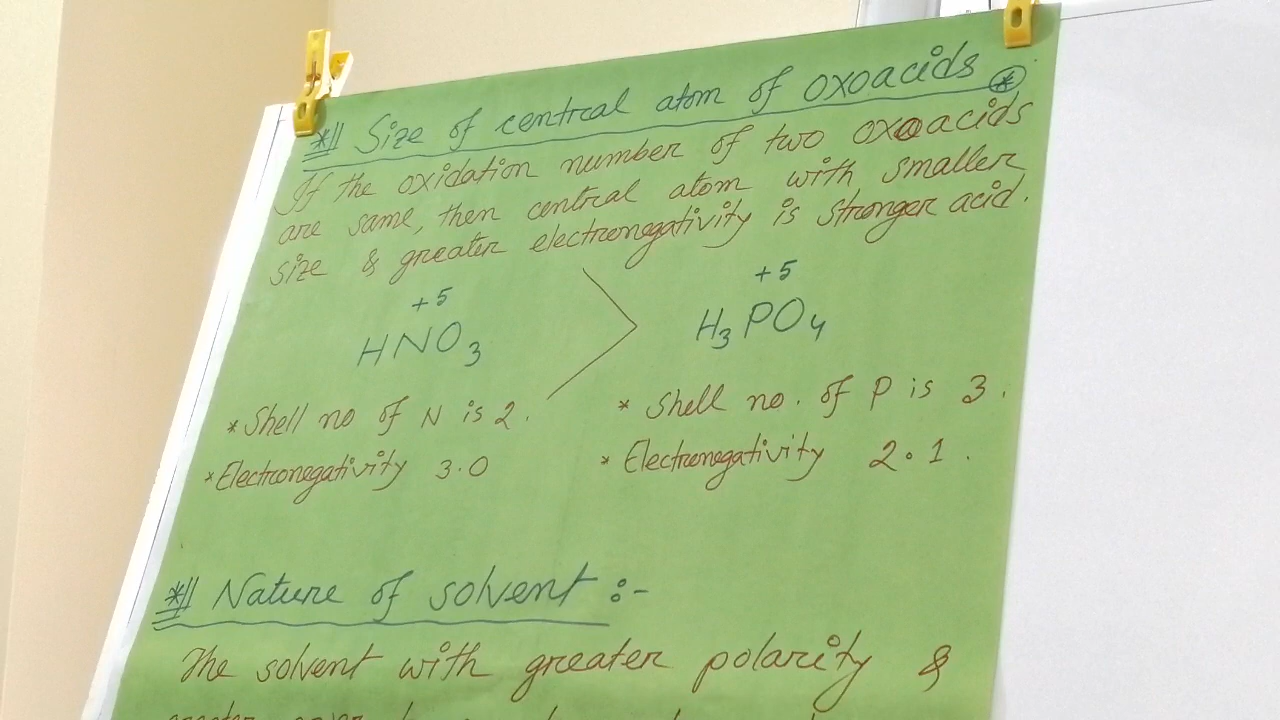 *|| Size of central atom of oxoacids *
If the oxidation number of two oxoacids
are same, then central atom with smaller
size & greater electronegativity is stronger acid.
+5 +5
HNO₃ > H₃PO₄
* Shell no of N is 2. * Shell no. of P is 3.
* Electronegativity 3.0 * Electronegativity 2.1.
*|| Nature of solvent :-
The solvent with greater polarity &